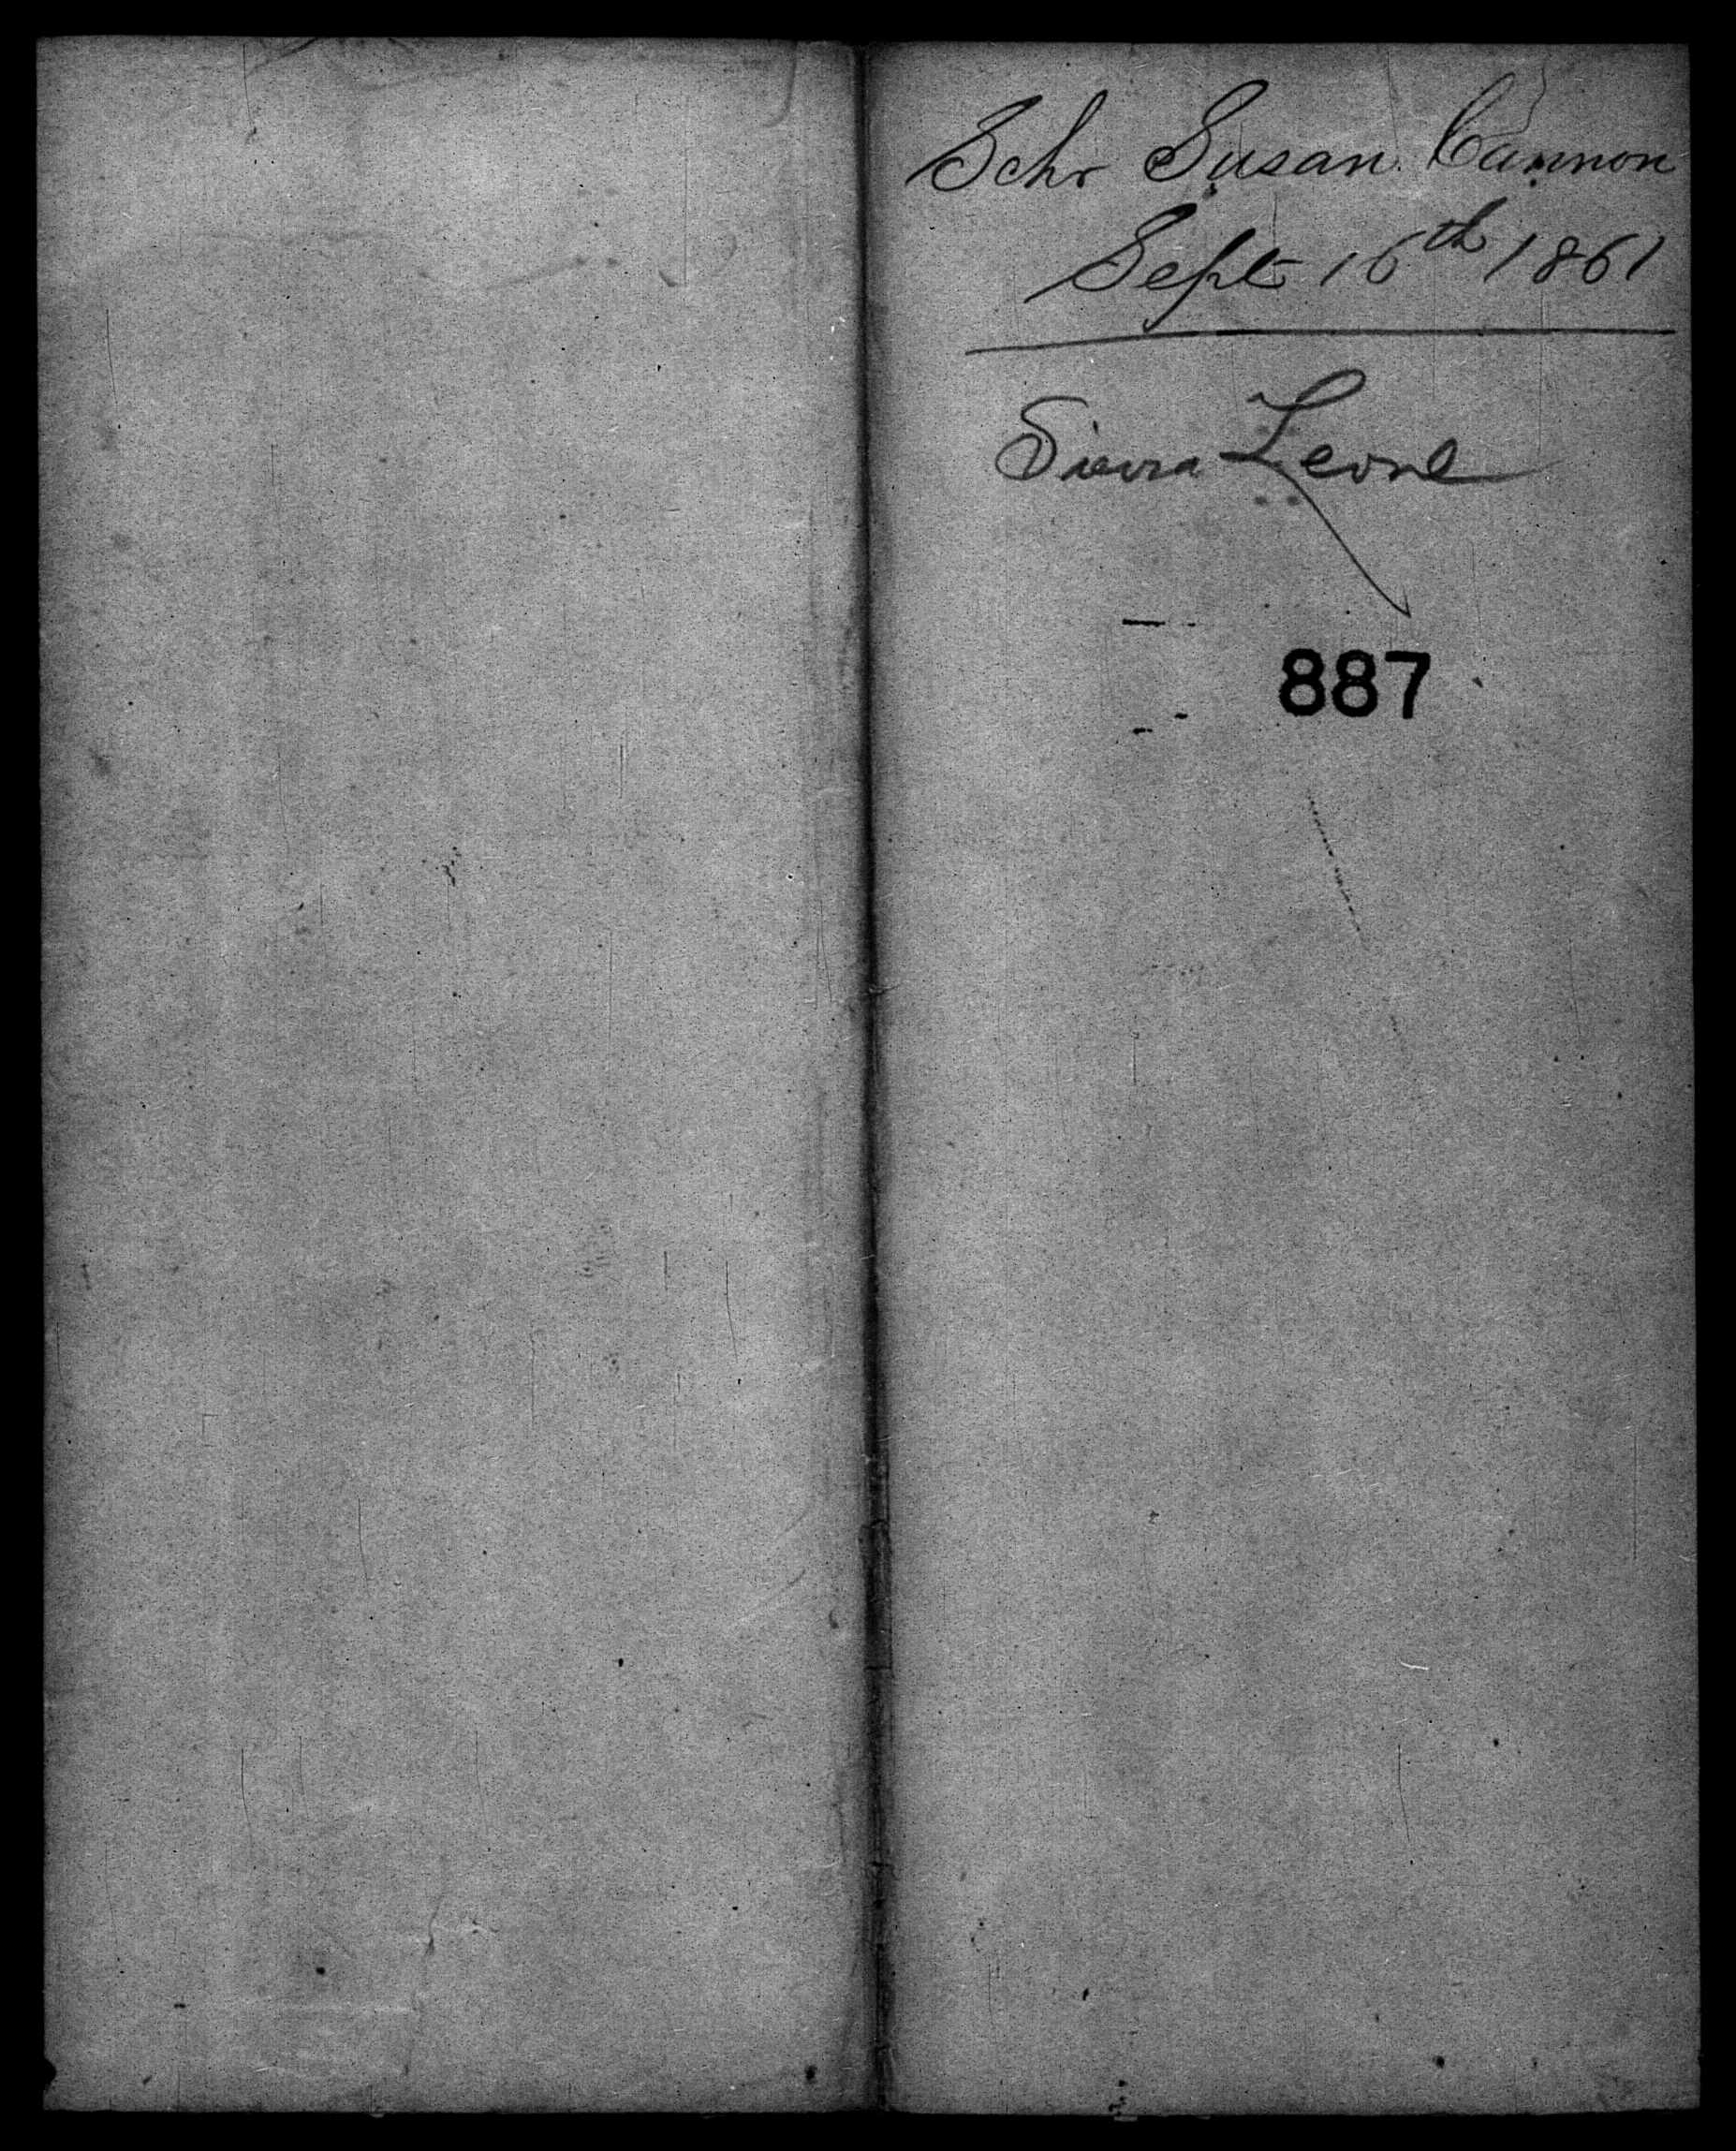 Schr Susan Cannon
Sept 16th 1861
Sierra Leone
887